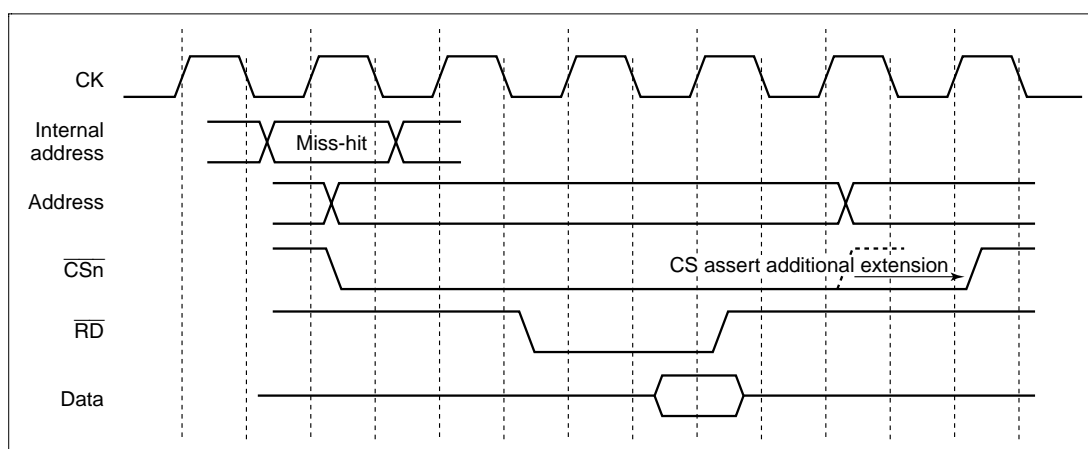 CK
Internal
address
Miss-hit
Address
CSn
CS assert additional extension
RD
Data